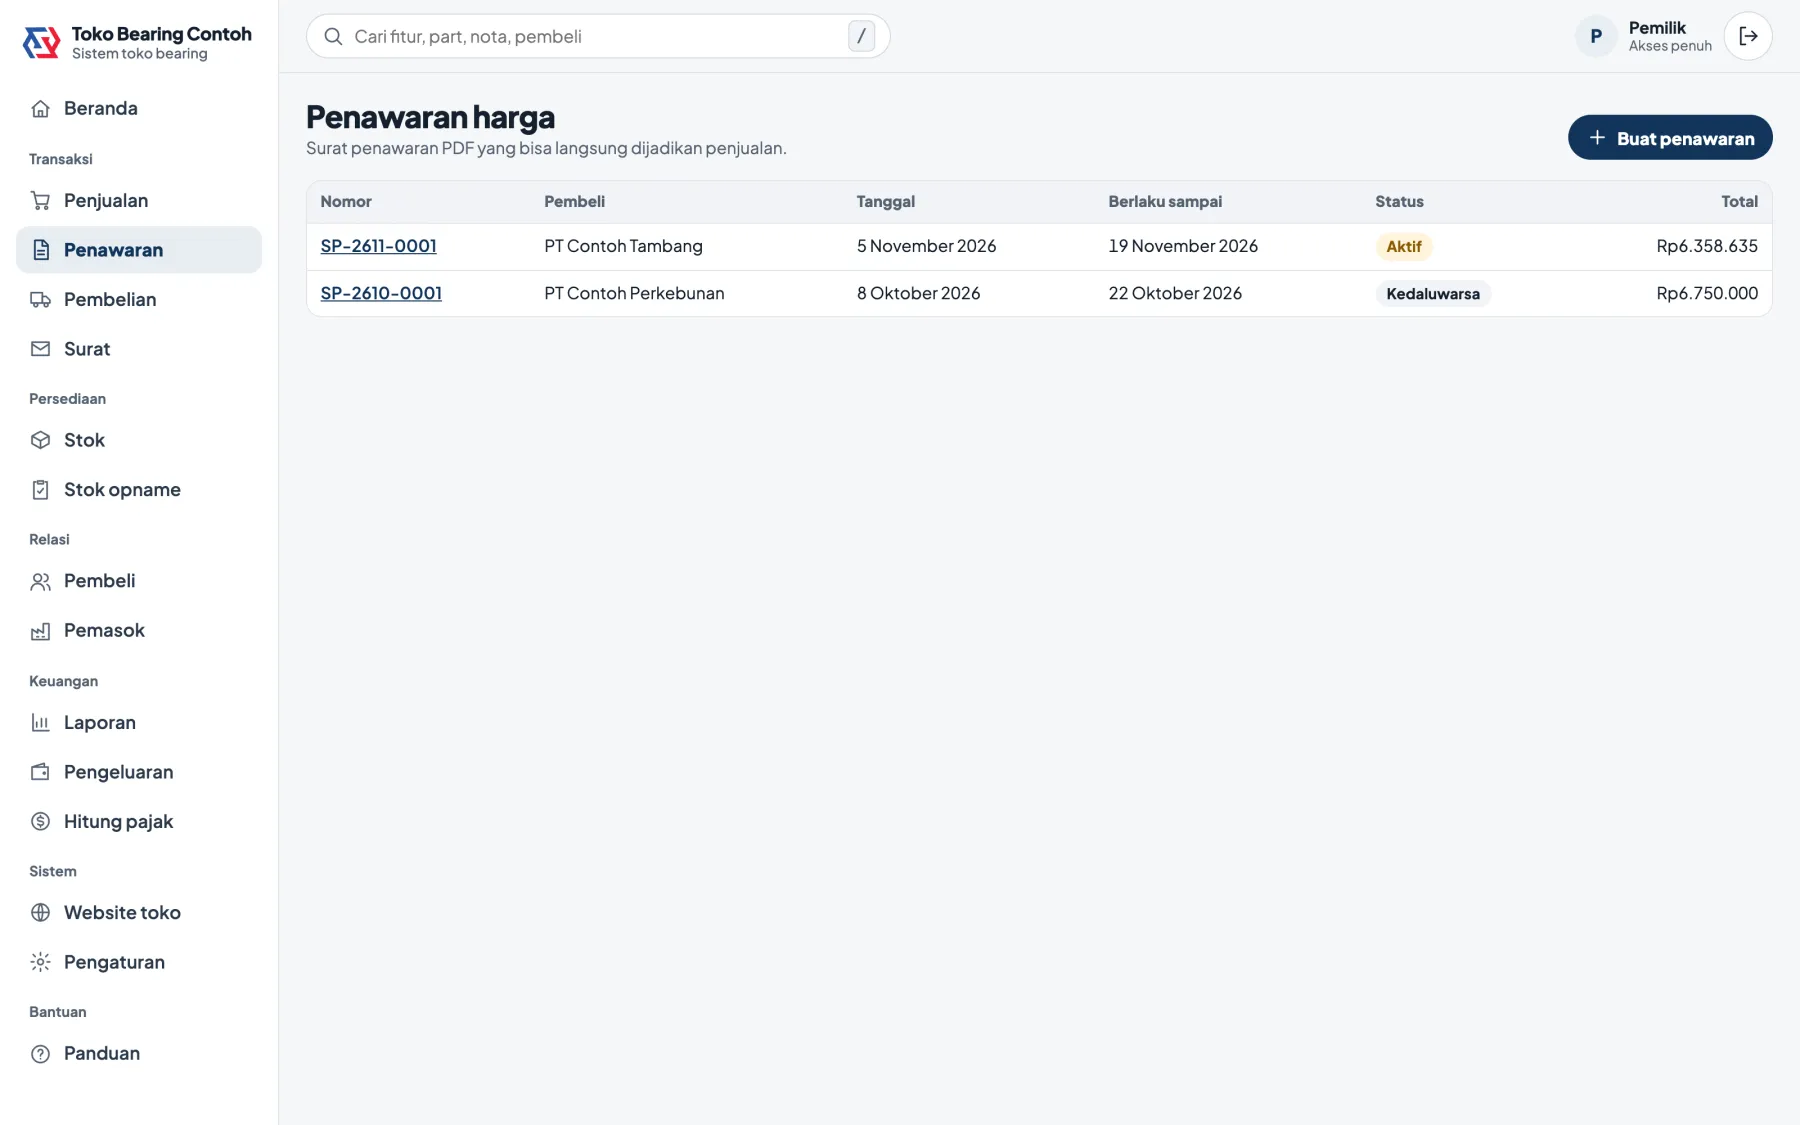 Toko Bearing Contoh
Sistem toko bearing
Cari fitur, part, nota, pembeli
/
P
Pemilik
Akses penuh
Beranda
Transaksi
Penjualan
Penawaran
Pembelian
Surat
Persediaan
Stok
Stok opname
Relasi
Pembeli
Pemasok
Keuangan
Laporan
Pengeluaran
Hitung pajak
Sistem
Website toko
Pengaturan
Bantuan
Panduan
Penawaran harga
Surat penawaran PDF yang bisa langsung dijadikan penjualan.
+ Buat penawaran
Nomor Pembeli Tanggal Berlaku sampai Status Total
SP-2611-0001 PT Contoh Tambang 5 November 2026 19 November 2026 Aktif Rp6.358.635
SP-2610-0001 PT Contoh Perkebunan 8 Oktober 2026 22 Oktober 2026 Kedaluwarsa Rp6.750.000